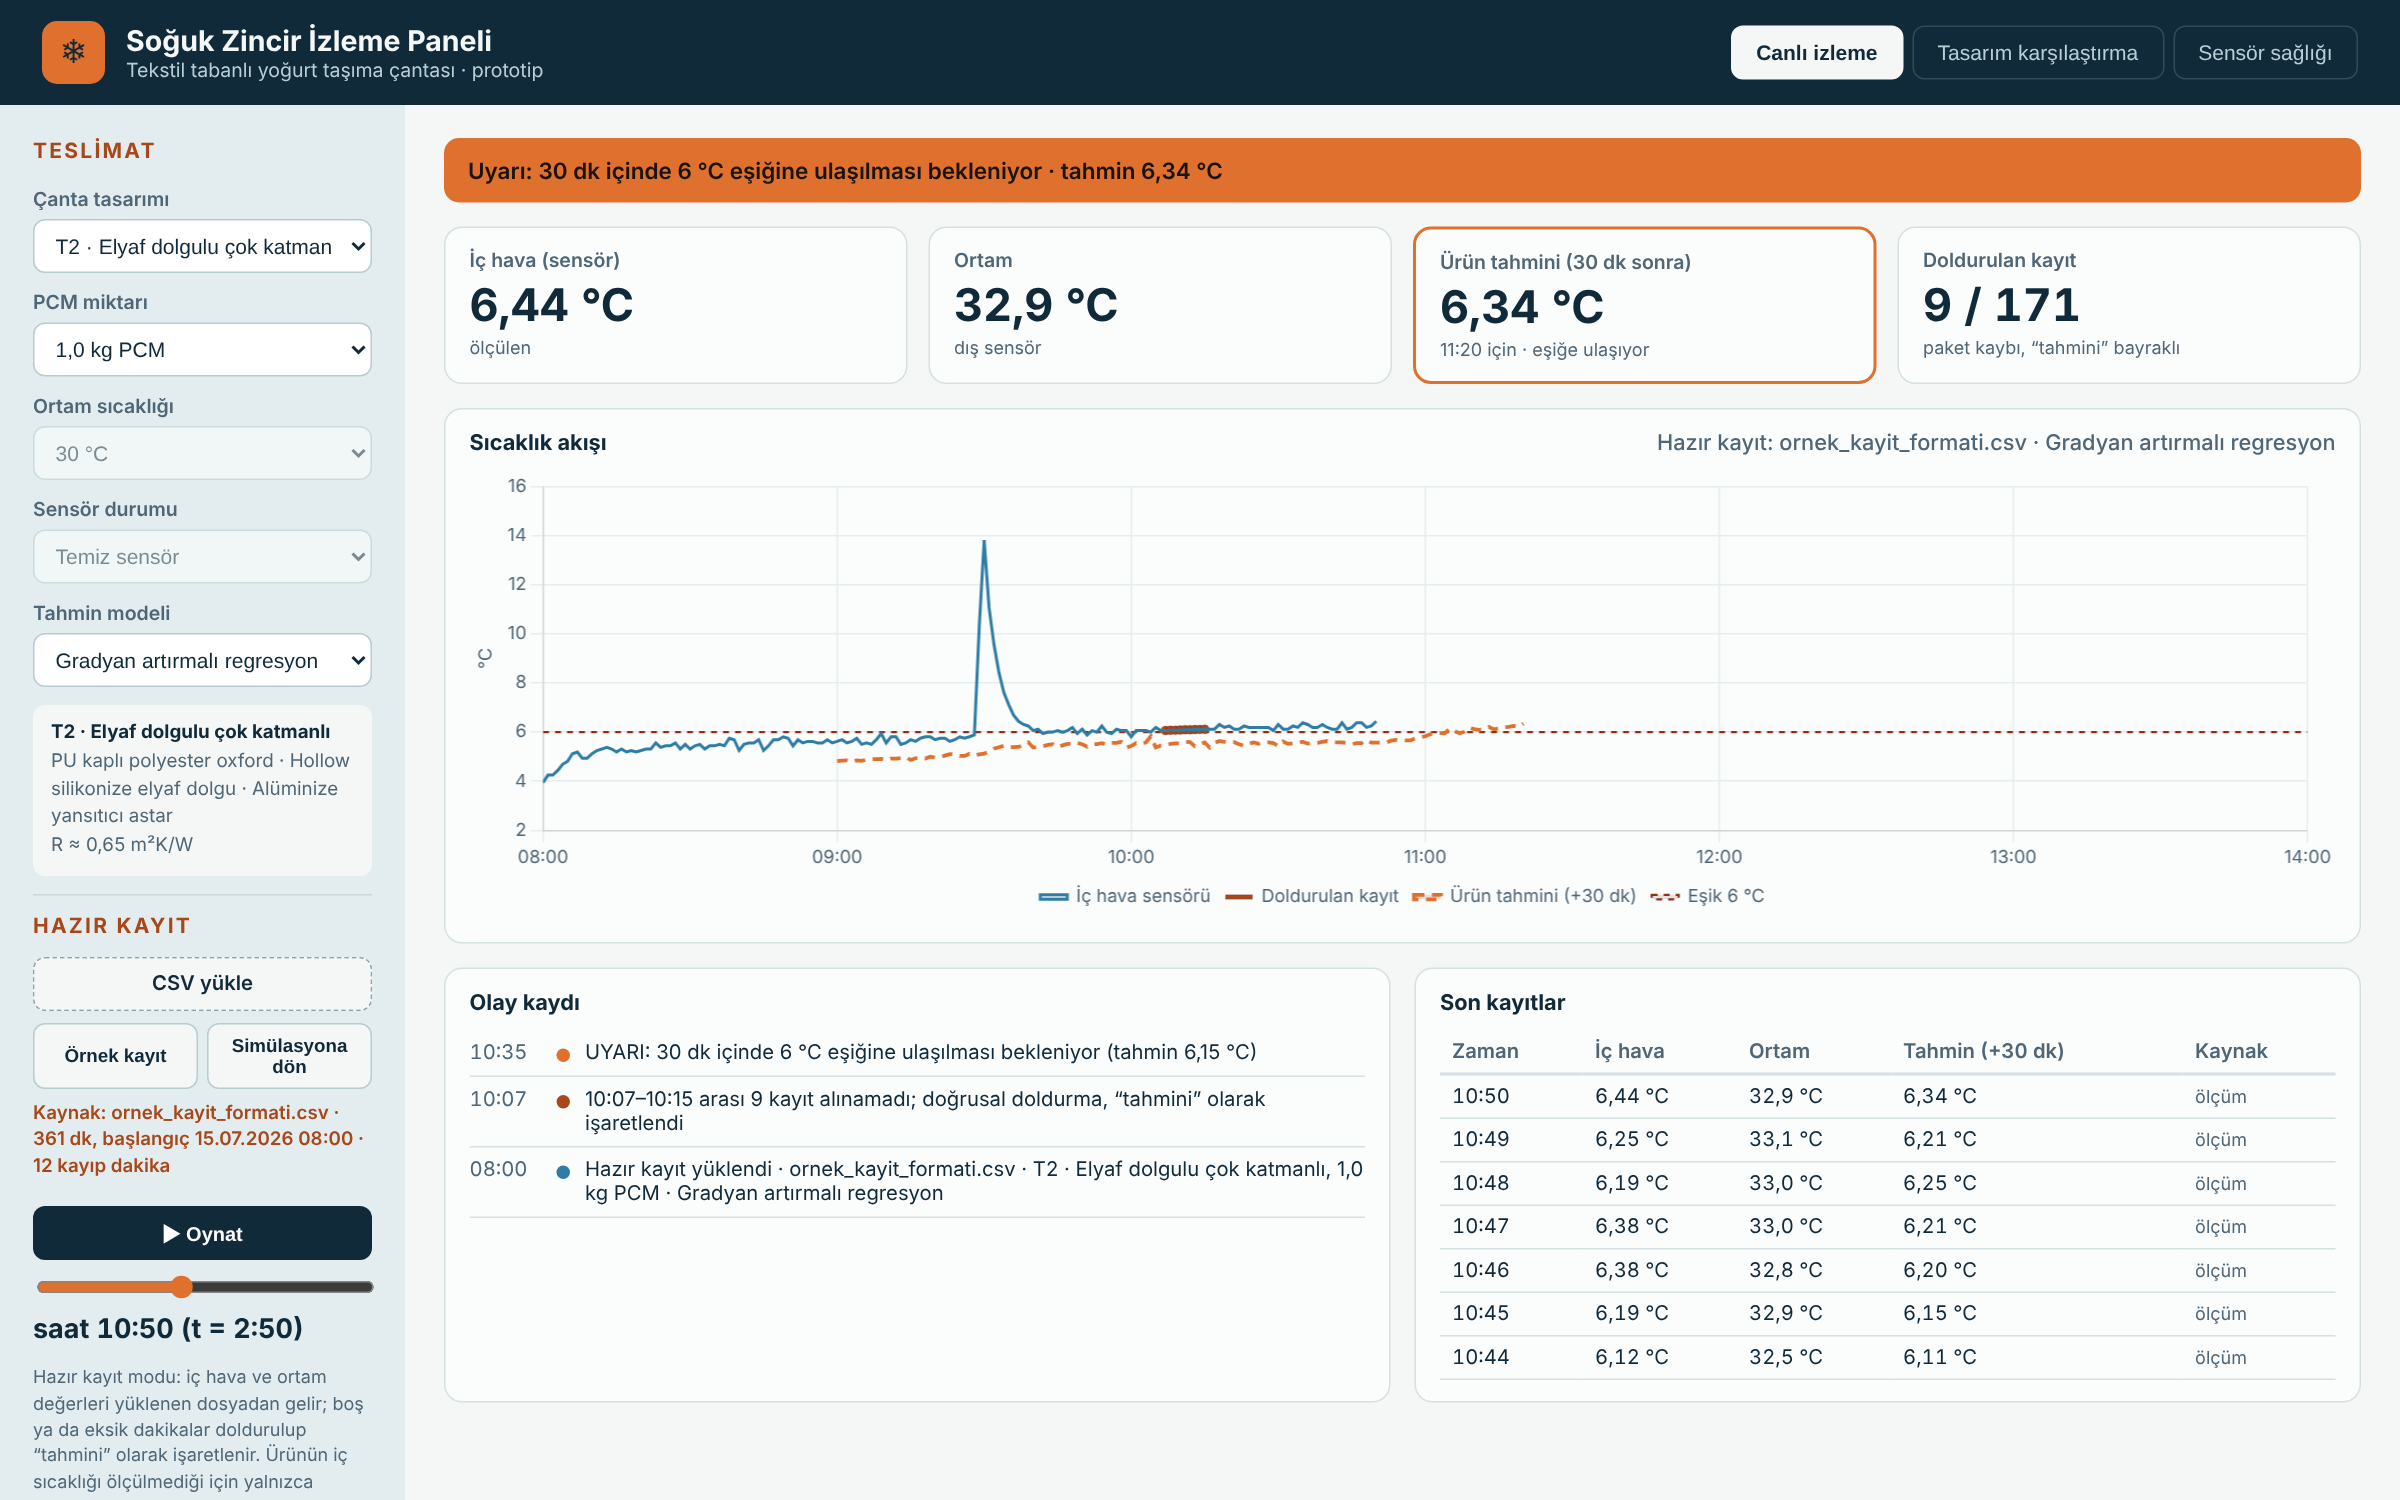 Soğuk Zincir İzleme Paneli
Tekstil tabanlı yoğurt taşıma çantası · prototip
Canlı izleme
Tasarım karşılaştırma
Sensör sağlığı
TESLİMAT
Çanta tasarımı
T2 · Elyaf dolgulu çok katman
PCM miktarı
1,0 kg PCM
Ortam sıcaklığı
30 °C
Sensör durumu
Temiz sensör
Tahmin modeli
Gradyan artırmalı regresyon
T2 · Elyaf dolgulu çok katmanlı
PU kaplı polyester oxford · Hollow
silikonize elyaf dolgu · Alüminize
yansıtıcı astar
R ≈ 0,65 m²K/W
HAZIR KAYIT
CSV yükle
Örnek kayıt
Simülasyona
dön
Kaynak: ornek_kayit_formati.csv ·
361 dk, başlangıç 15.07.2026 08:00 ·
12 kayıp dakika
▶ Oynat
saat 10:50 (t = 2:50)
Hazır kayıt modu: iç hava ve ortam
değerleri yüklenen dosyadan gelir; boş
ya da eksik dakikalar doldurulup
“tahmini” olarak işaretlenir. Ürünün iç
sıcaklığı ölçülmediği için yalnızca
Uyarı: 30 dk içinde 6 °C eşiğine ulaşılması bekleniyor · tahmin 6,34 °C
İç hava (sensör)
6,44 °C
ölçülen
Ortam
32,9 °C
dış sensör
Ürün tahmini (30 dk sonra)
6,34 °C
11:20 için · eşiğe ulaşıyor
Doldurulan kayıt
9 / 171
paket kaybı, “tahmini” bayraklı
Sıcaklık akışı
Hazır kayıt: ornek_kayit_formati.csv · Gradyan artırmalı regresyon
°C
16
14
12
10
8
6
4
2
08:00 09:00 10:00 11:00 12:00 13:00 14:00
İç hava sensörü Doldurulan kayıt Ürün tahmini (+30 dk) Eşik 6 °C
Olay kaydı
10:35 UYARI: 30 dk içinde 6 °C eşiğine ulaşılması bekleniyor (tahmin 6,15 °C)
10:07 10:07–10:15 arası 9 kayıt alınamadı; doğrusal doldurma, “tahmini” olarak
işaretlendi
08:00 Hazır kayıt yüklendi · ornek_kayit_formati.csv · T2 · Elyaf dolgulu çok katmanlı, 1,0
kg PCM · Gradyan artırmalı regresyon
Son kayıtlar
Zaman İç hava Ortam Tahmin (+30 dk) Kaynak
10:50 6,44 °C 32,9 °C 6,34 °C ölçüm
10:49 6,25 °C 33,1 °C 6,21 °C ölçüm
10:48 6,19 °C 33,0 °C 6,25 °C ölçüm
10:47 6,38 °C 33,0 °C 6,21 °C ölçüm
10:46 6,38 °C 32,8 °C 6,20 °C ölçüm
10:45 6,19 °C 32,9 °C 6,15 °C ölçüm
10:44 6,12 °C 32,5 °C 6,11 °C ölçüm